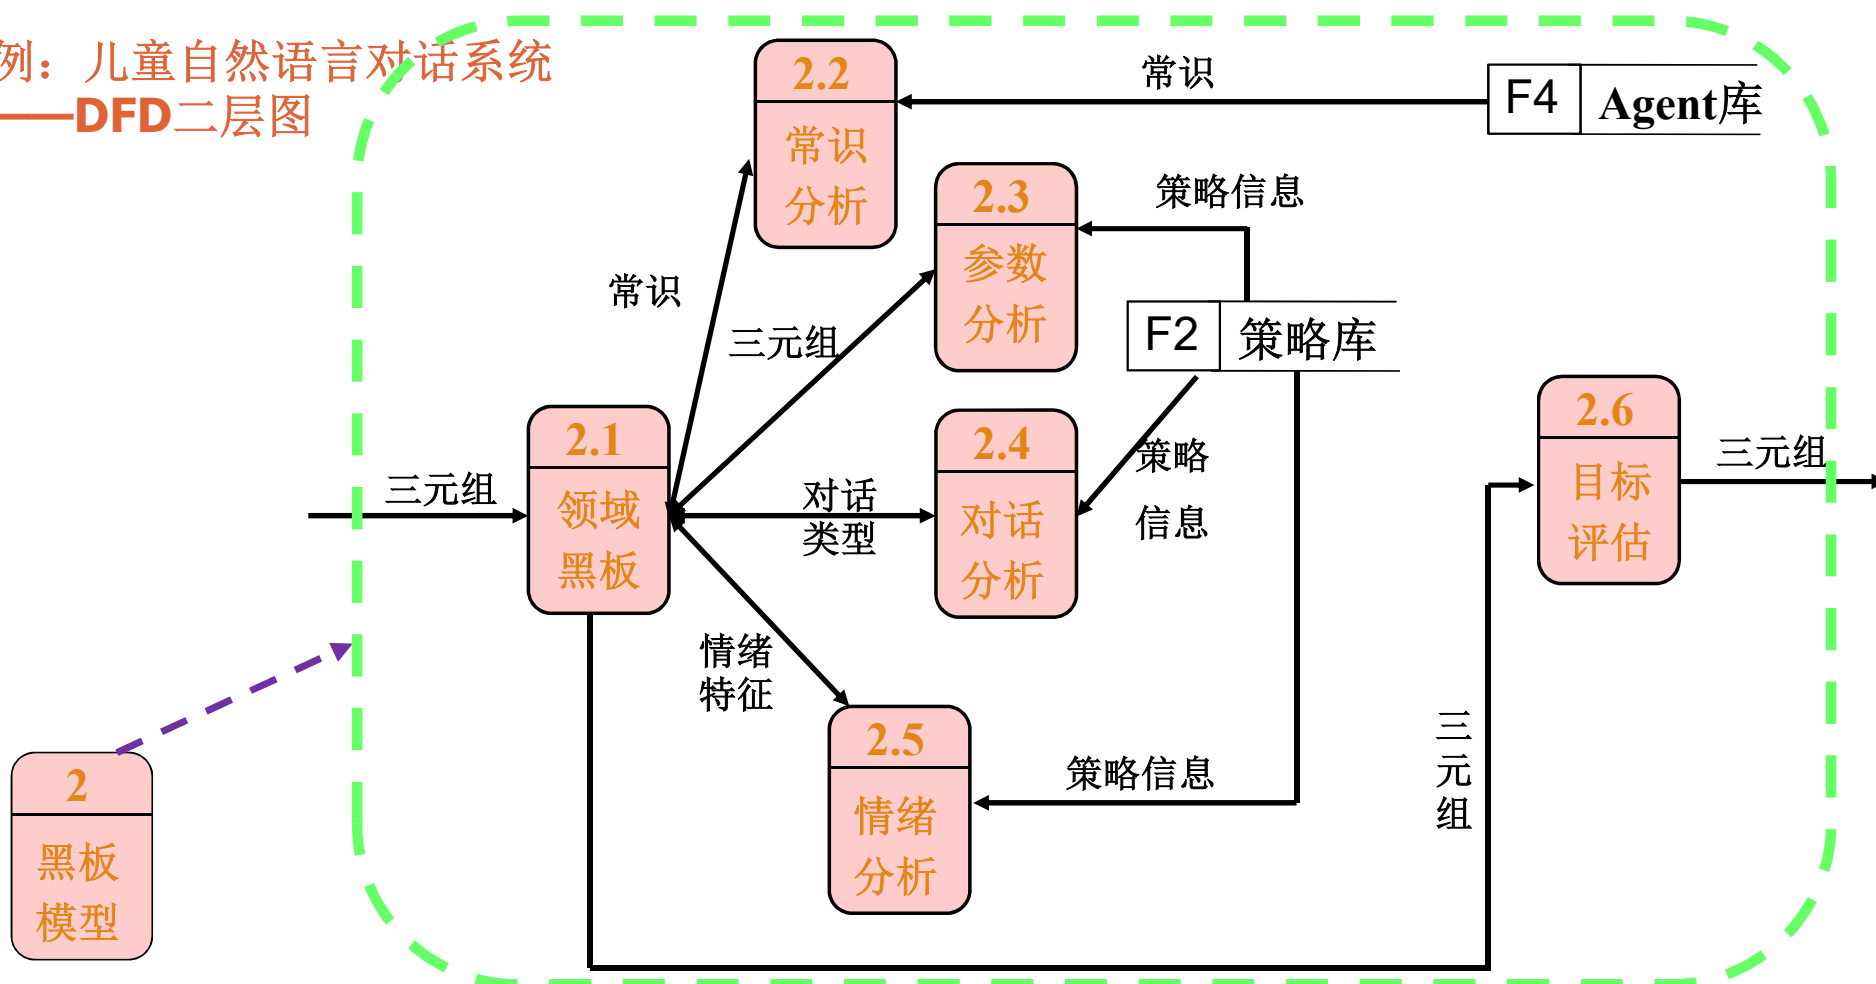 例：儿童自然语言对话系统
——DFD二层图
2.2
常识
分析
常识
F4
Agent库
2.3
参数
分析
策略信息
常识
三元组
F2
策略库
2.1
领域
黑板
三元组
对话
类型
2.4
对话
分析
策略
信息
2.6
目标
评估
三元组
情绪
特征
2.5
情绪
分析
策略信息
三
元
组
2
黑板
模型